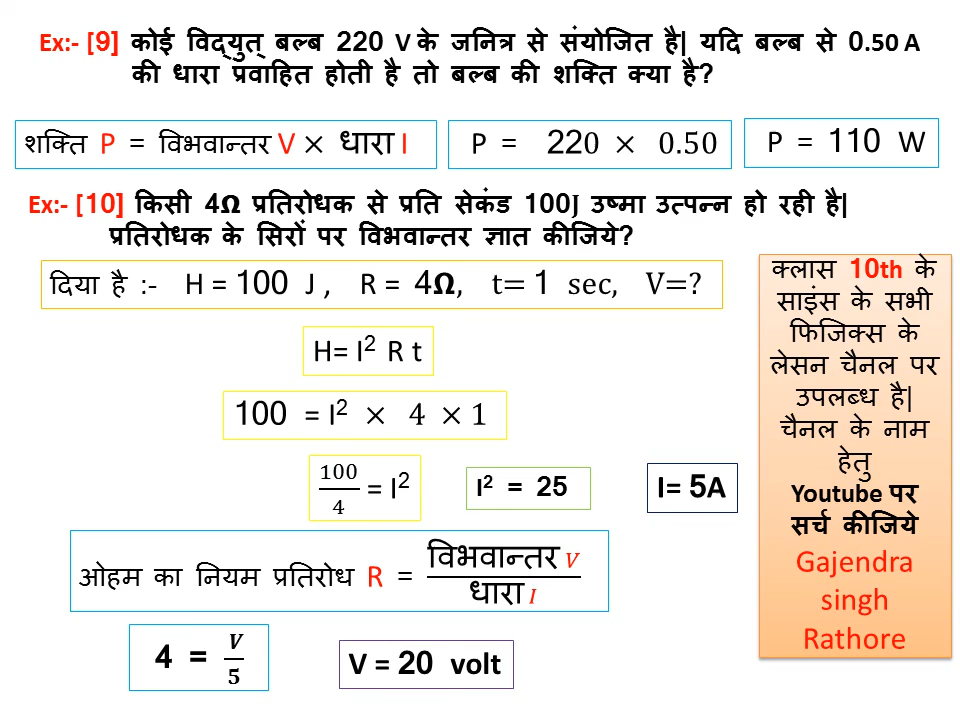 Ex:- [9] कोई विद्युत् बल्ब 220 V के जनित्र से संयोजित है| यदि बल्ब से 0.50 A
की धारा प्रवाहित होती है तो बल्ब की शक्ति क्या है?
शक्ति P = विभवान्तर V × धारा I
P = 220 × 0.50
P = 110 W
Ex:- [10] किसी 4Ω प्रतिरोधक से प्रति सेकंड 100J उष्मा उत्पन्न हो रही है|
प्रतिरोधक के सिरों पर विभवान्तर ज्ञात कीजिये?
दिया है :- H = 100 J , R = 4Ω, t= 1 sec, V=?
H= I² R t
100 = I² × 4 × 1
100/4 = I²
I² = 25
I= 5A
ओहम का नियम प्रतिरोध R = विभवान्तर V / धारा I
4 = V/5
V = 20 volt
क्लास 10th के
साइंस के सभी
फिजिक्स के
लेसन चैनल पर
उपलब्ध है|
चैनल के नाम
हेतु
Youtube पर
सर्च कीजिये
Gajendra
singh
Rathore